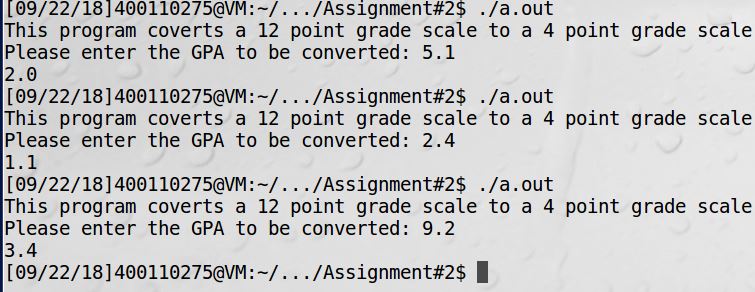 [09/22/18]400110275@VM:~/.../Assignment#2$ ./a.out
This program coverts a 12 point grade scale to a 4 point grade scale
Please enter the GPA to be converted: 5.1
2.0
[09/22/18]400110275@VM:~/.../Assignment#2$ ./a.out
This program coverts a 12 point grade scale to a 4 point grade scale
Please enter the GPA to be converted: 2.4
1.1
[09/22/18]400110275@VM:~/.../Assignment#2$ ./a.out
This program coverts a 12 point grade scale to a 4 point grade scale
Please enter the GPA to be converted: 9.2
3.4
[09/22/18]400110275@VM:~/.../Assignment#2$